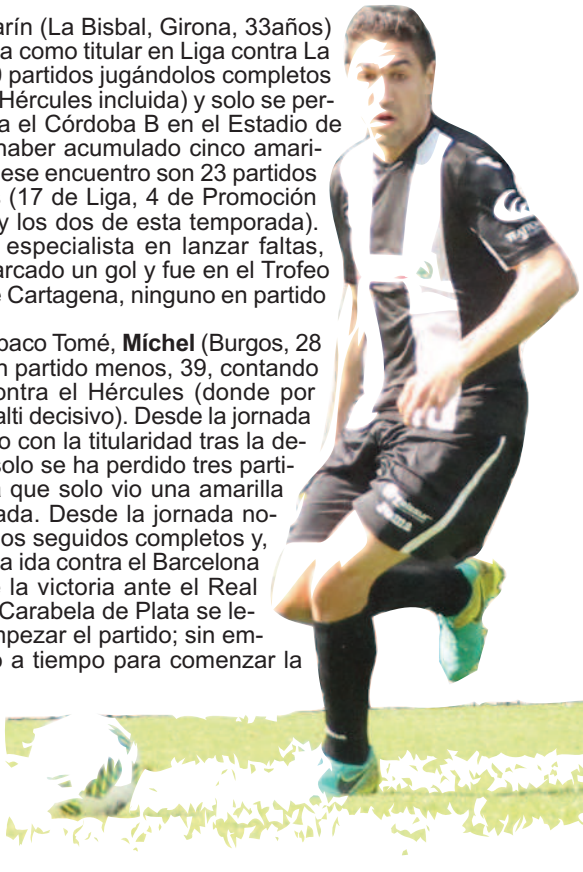 arín (La Bisbal, Girona, 33años)
a como titular en Liga contra La
partidos jugándolos completos
Hércules incluida) y solo se per-
a el Córdoba B en el Estadio de
haber acumulado cinco amari-
ese encuentro son 23 partidos
(17 de Liga, 4 de Promoción
y los dos de esta temporada).
especialista en lanzar faltas,
arcado un gol y fue en el Trofeo
Cartagena, ninguno en partido
paco Tomé, Míchel (Burgos, 28
n partido menos, 39, contando
ontra el Hércules (donde por
alti decisivo). Desde la jornada
o con la titularidad tras la de-
solo se ha perdido tres parti-
a que solo vio una amarilla
ada. Desde la jornada no-
os seguidos completos y,
a ida contra el Barcelona
la victoria ante el Real
Carabela de Plata se le-
mpezar el partido; sin em-
o a tiempo para comenzar la